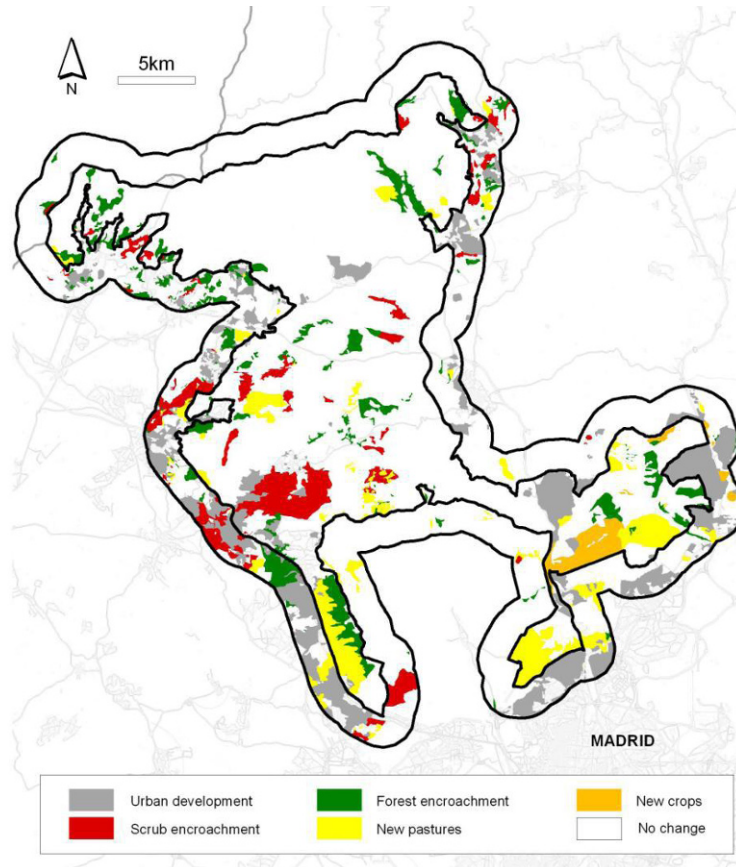 5km
N
MADRID
Urban development
Forest encroachment
New crops
Scrub encroachment
New pastures
No change